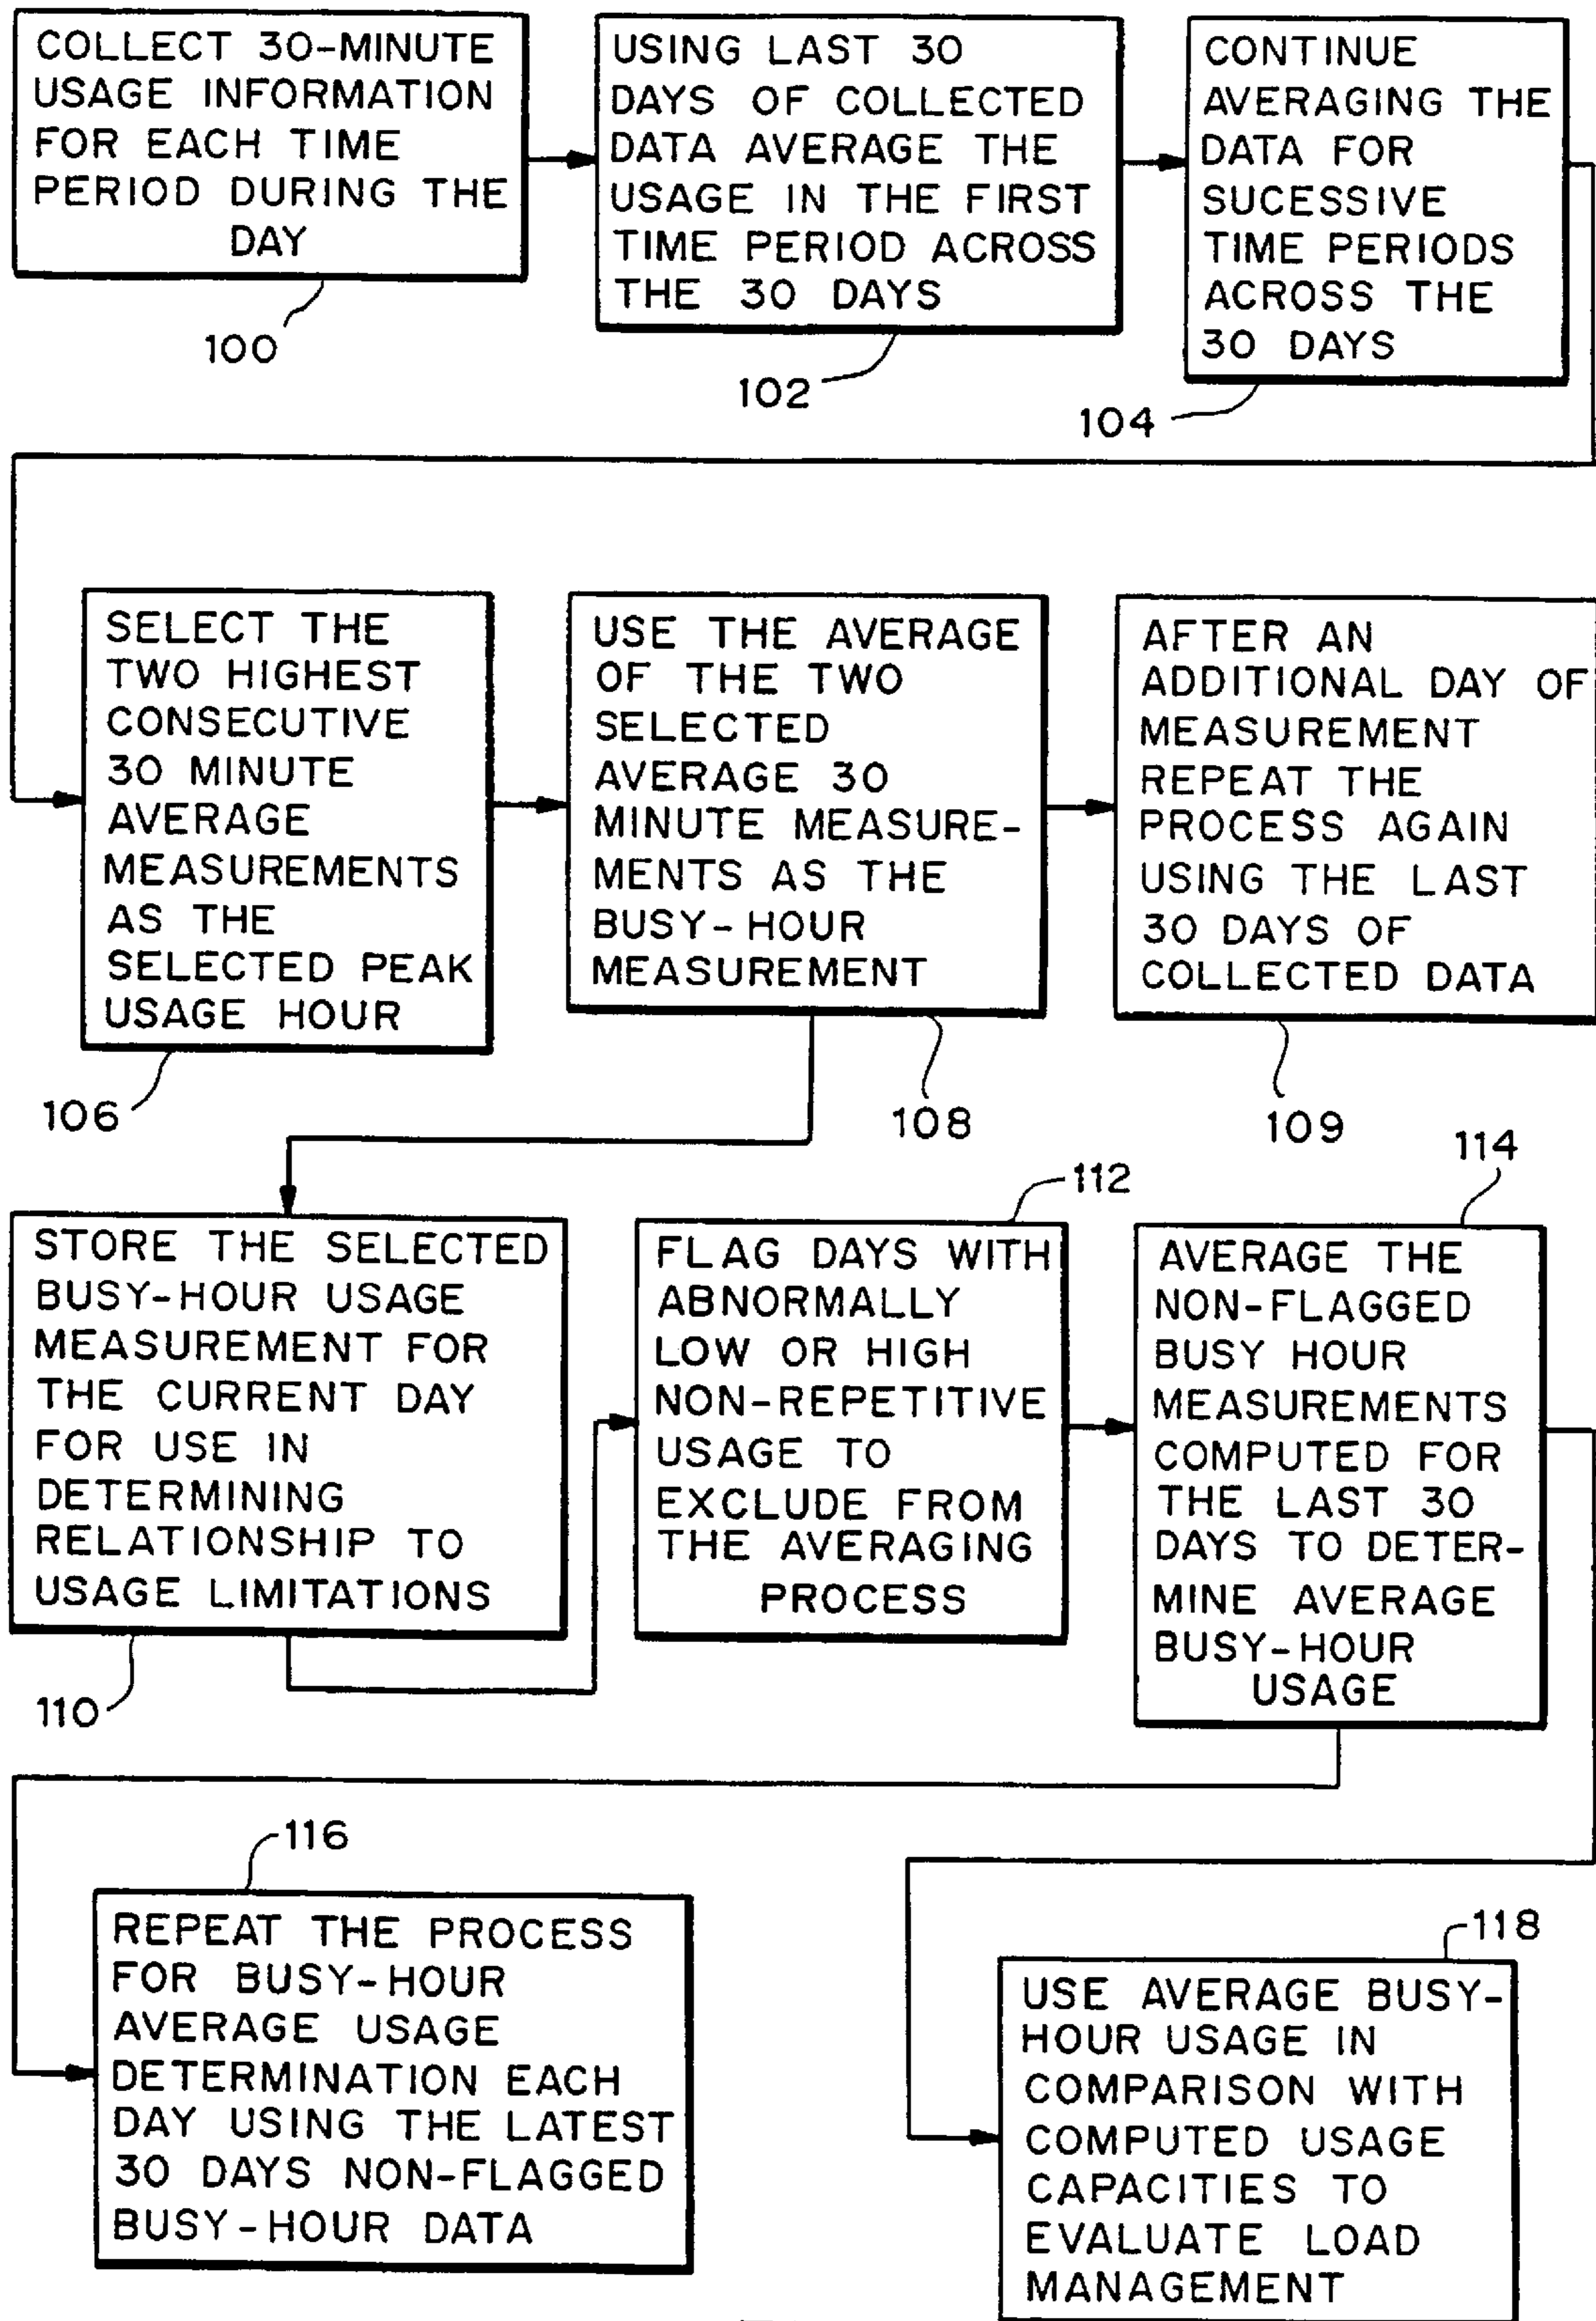 COLLECT 30-MINUTE
USAGE INFORMATION
FOR EACH TIME
PERIOD DURING THE
DAY
100
USING LAST 30
DAYS OF COLLECTED
DATA AVERAGE THE
USAGE IN THE FIRST
TIME PERIOD ACROSS
THE 30 DAYS
102
CONTINUE
AVERAGING THE
DATA FOR
SUCESSIVE
TIME PERIODS
ACROSS THE
30 DAYS
104
SELECT THE
TWO HIGHEST
CONSECUTIVE
30 MINUTE
AVERAGE
MEASUREMENTS
AS THE
SELECTED PEAK
USAGE HOUR
106
USE THE AVERAGE
OF THE TWO
SELECTED
AVERAGE 30
MINUTE MEASURE-
MENTS AS THE
BUSY-HOUR
MEASUREMENT
108
AFTER AN
ADDITIONAL DAY OF
MEASUREMENT
REPEAT THE
PROCESS AGAIN
USING THE LAST
30 DAYS OF
COLLECTED DATA
109
STORE THE SELECTED
BUSY-HOUR USAGE
MEASUREMENT FOR
THE CURRENT DAY
FOR USE IN
DETERMINING
RELATIONSHIP TO
USAGE LIMITATIONS
110
112
FLAG DAYS WITH
ABNORMALLY
LOW OR HIGH
NON-REPETITIVE
USAGE TO
EXCLUDE FROM
THE AVERAGING
PROCESS
114
AVERAGE THE
NON-FLAGGED
BUSY HOUR
MEASUREMENTS
COMPUTED FOR
THE LAST 30
DAYS TO DETER-
MINE AVERAGE
BUSY-HOUR
USAGE
116
REPEAT THE PROCESS
FOR BUSY-HOUR
AVERAGE USAGE
DETERMINATION EACH
DAY USING THE LATEST
30 DAYS NON-FLAGGED
BUSY-HOUR DATA
118
USE AVERAGE BUSY-
HOUR USAGE IN
COMPARISON WITH
COMPUTED USAGE
CAPACITIES TO
EVALUATE LOAD
MANAGEMENT